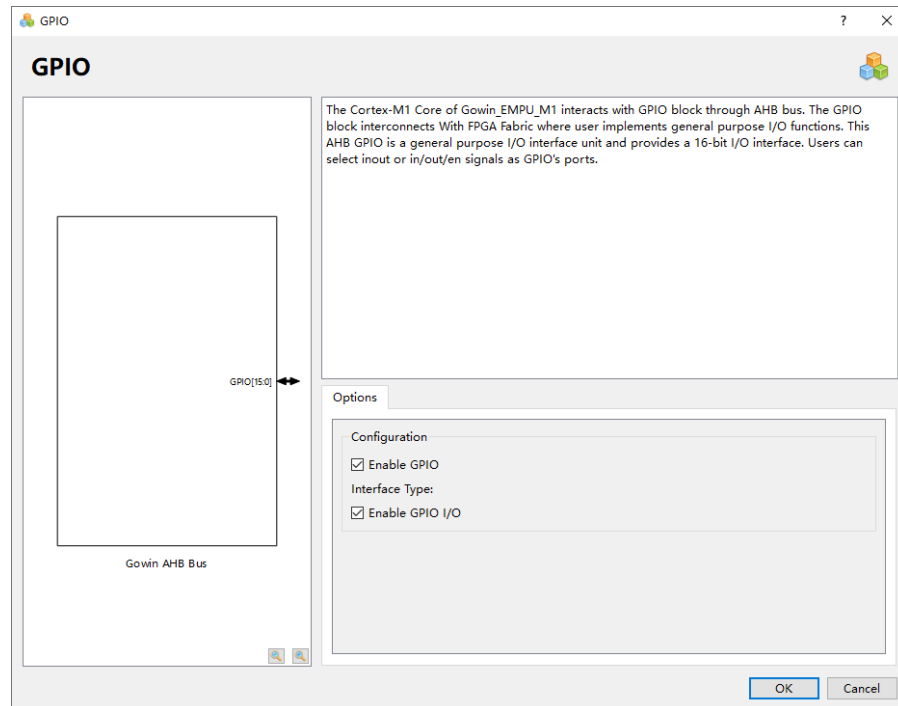 GPIO
?
×
GPIO
The Cortex-M1 Core of Gowin_EMPU_M1 interacts with GPIO block through AHB bus. The GPIO
block interconnects With FPGA Fabric where user implements general purpose I/O functions. This
AHB GPIO is a general purpose I/O interface unit and provides a 16-bit I/O interface. Users can
select inout or in/out/en signals as GPIO's ports.
GPIO[15:0]
Gowin AHB Bus
Options
Configuration
Enable GPIO
Interface Type:
Enable GPIO I/O
OK
Cancel